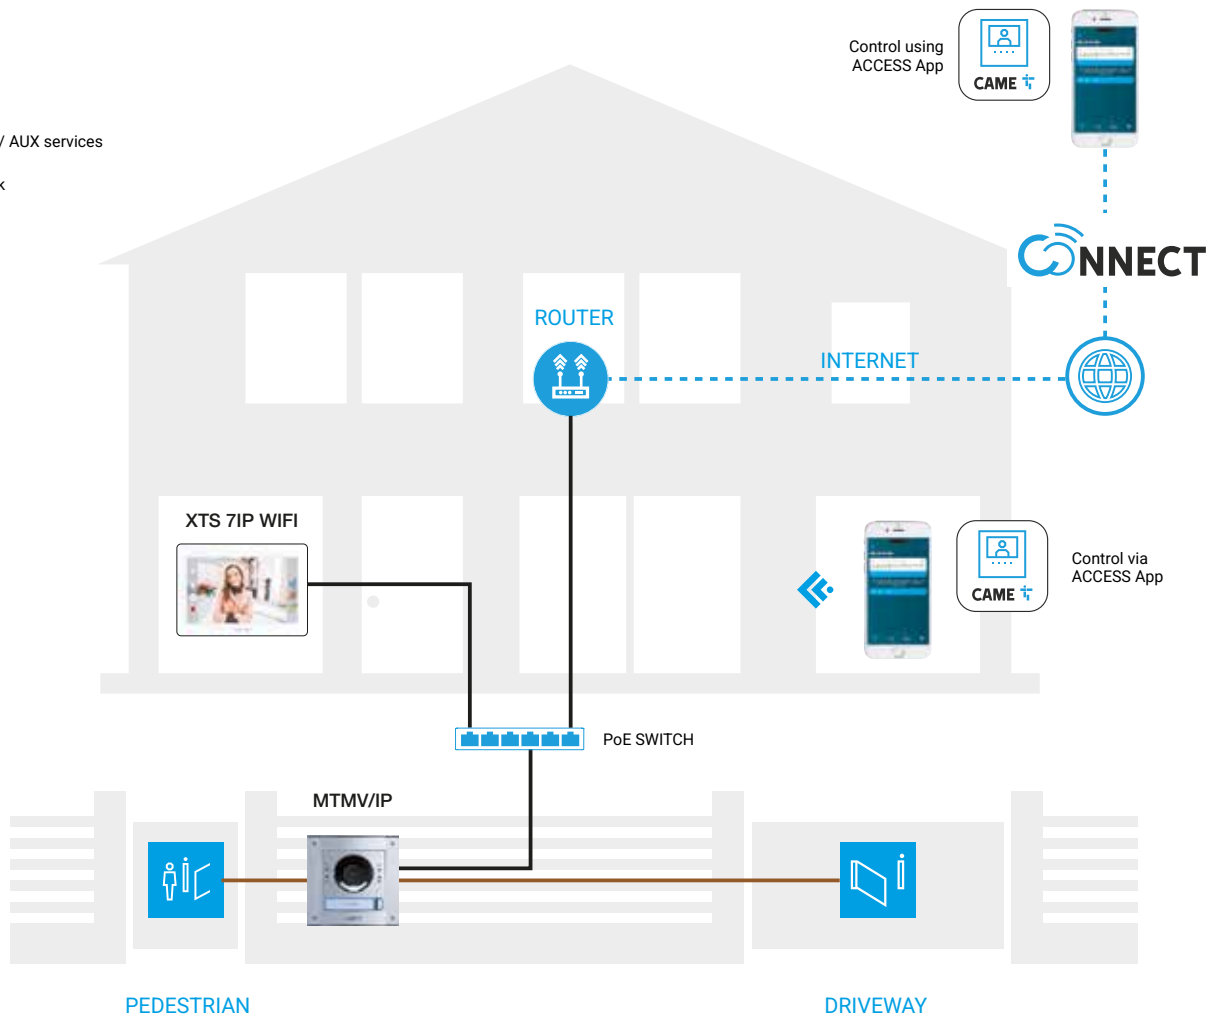 Control using
ACCESS App
CAME
/ AUX services
k
CONNECT
ROUTER
INTERNET
XTS 7IP WIFI
CAME
Control via
ACCESS App
PoE SWITCH
MTMV/IP
PEDESTRIAN
DRIVEWAY